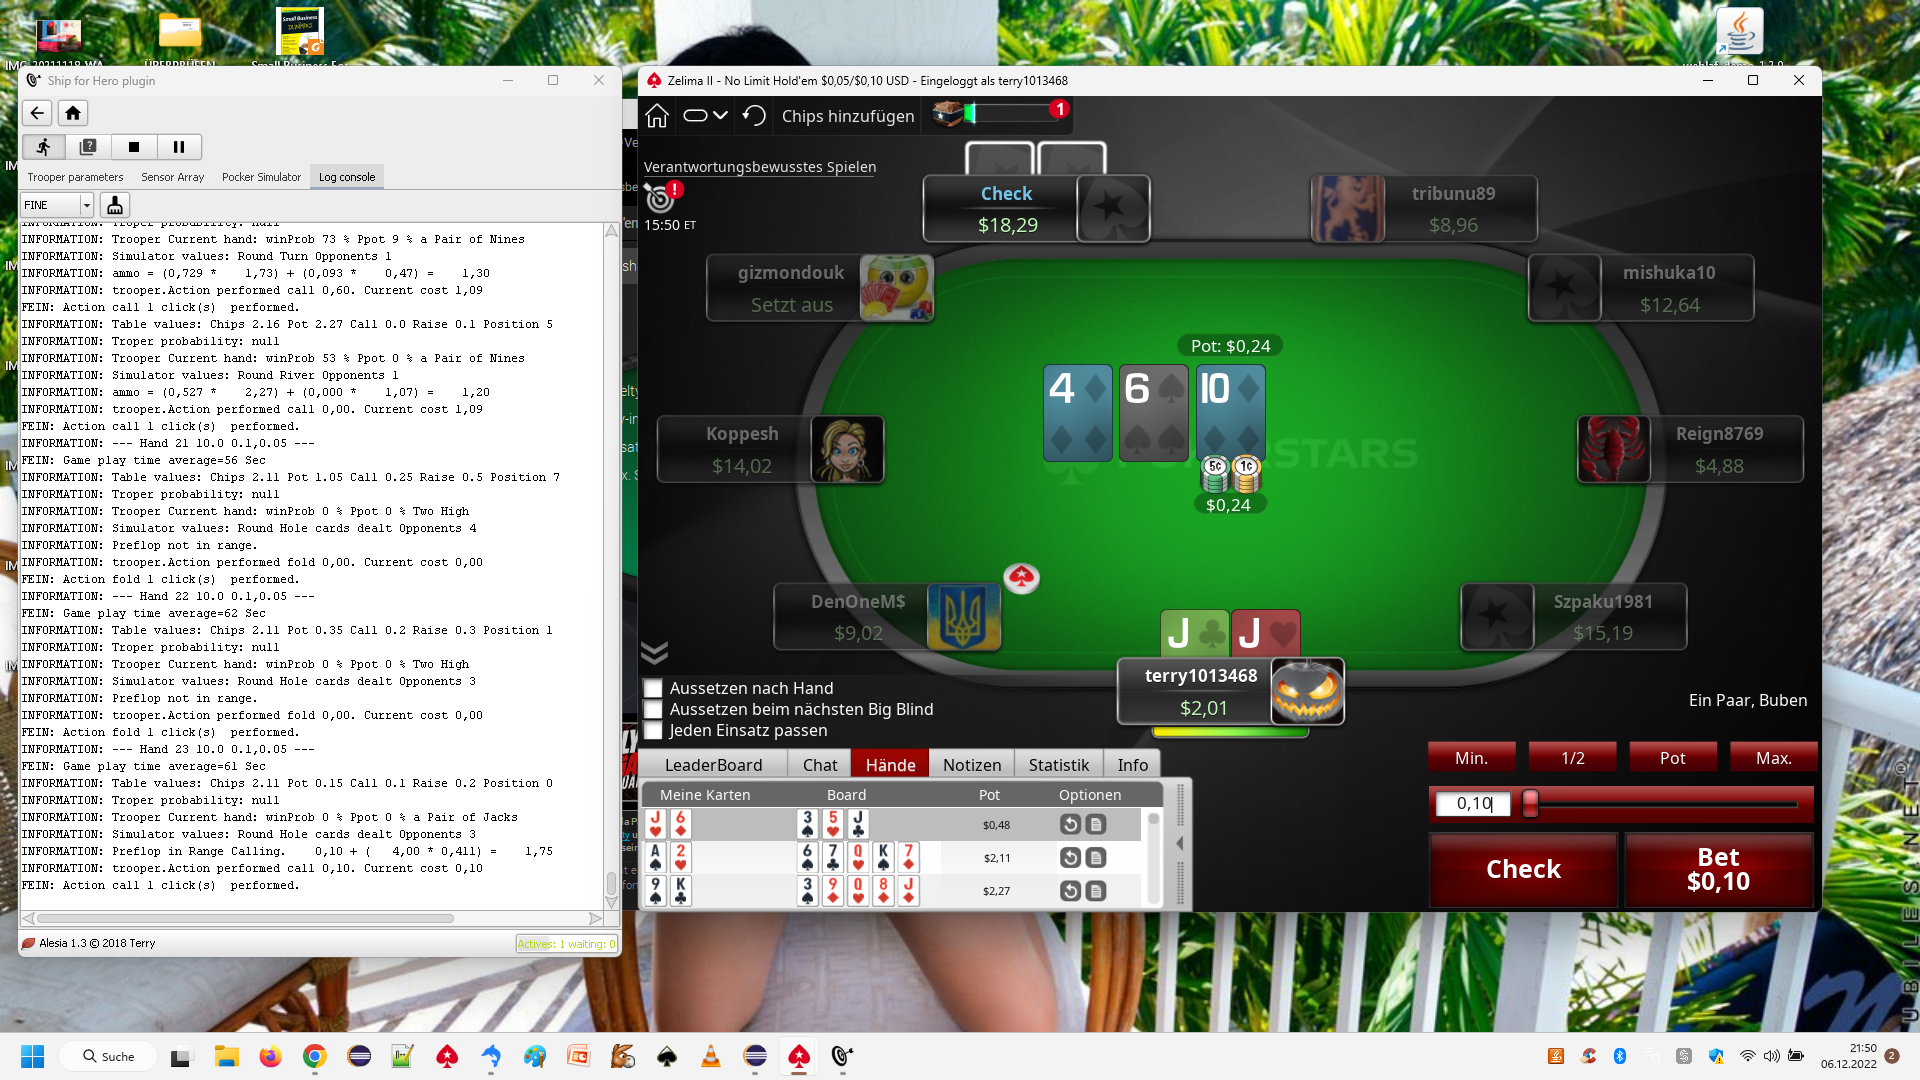 IMG-20211118-WA
ÜBERPRÜFEN
Small Business
DUMMIES
Small Business For
Ship for Hero plugin
Trooper parameters
Sensor Array
Pocker Simulator
Log console
FINE
INFORMATION: Troper probability: null
INFORMATION: Trooper Current hand: winProb 73 % Ppot 9 % a Pair of Nines
INFORMATION: Simulator values: Round Turn Opponents 1
INFORMATION: ammo = (0,729 *    1,73) + (0,093 *    0,47) =    1,30
INFORMATION: trooper.Action performed call 0,60. Current cost 1,09
FEIN: Action call 1 click(s)  performed.
INFORMATION: Table values: Chips 2.16 Pot 2.27 Call 0.0 Raise 0.1 Position 5
INFORMATION: Troper probability: null
INFORMATION: Trooper Current hand: winProb 53 % Ppot 0 % a Pair of Nines
INFORMATION: Simulator values: Round River Opponents 1
INFORMATION: ammo = (0,527 *    2,27) + (0,000 *    1,07) =    1,20
INFORMATION: trooper.Action performed call 0,00. Current cost 1,09
FEIN: Action call 1 click(s)  performed.
INFORMATION: --- Hand 21 10.0 0.1,0.05 ---
FEIN: Game play time average=56 Sec
INFORMATION: Table values: Chips 2.11 Pot 1.05 Call 0.25 Raise 0.5 Position 7
INFORMATION: Troper probability: null
INFORMATION: Trooper Current hand: winProb 0 % Ppot 0 % Two High
INFORMATION: Simulator values: Round Hole cards dealt Opponents 4
INFORMATION: Preflop not in range.
INFORMATION: trooper.Action performed fold 0,00. Current cost 0,00
FEIN: Action fold 1 click(s)  performed.
INFORMATION: --- Hand 22 10.0 0.1,0.05 ---
FEIN: Game play time average=62 Sec
INFORMATION: Table values: Chips 2.11 Pot 0.35 Call 0.2 Raise 0.3 Position 1
INFORMATION: Troper probability: null
INFORMATION: Trooper Current hand: winProb 0 % Ppot 0 % Two High
INFORMATION: Simulator values: Round Hole cards dealt Opponents 3
INFORMATION: Preflop not in range.
INFORMATION: trooper.Action performed fold 0,00. Current cost 0,00
FEIN: Action fold 1 click(s)  performed.
INFORMATION: --- Hand 23 10.0 0.1,0.05 ---
FEIN: Game play time average=61 Sec
INFORMATION: Table values: Chips 2.11 Pot 0.15 Call 0.1 Raise 0.2 Position 0
INFORMATION: Troper probability: null
INFORMATION: Trooper Current hand: winProb 0 % Ppot 0 % a Pair of Jacks
INFORMATION: Simulator values: Round Hole cards dealt Opponents 3
INFORMATION: Preflop in Range Calling.    0,10 + (   4,00 * 0,411) =    1,75
INFORMATION: trooper.Action performed call 0,10. Current cost 0,10
FEIN: Action call 1 click(s)  performed.
Alesia 1.3 © 2018 Terry
Actives: 1 waiting: 0
Zelima II - No Limit Hold'em $0,05/$0,10 USD - Eingeloggt als terry1013468
Chips hinzufügen
1
Verantwortungsbewusstes Spielen
15:50 ET
Check
$18,29
tribunu89
$8,96
gizmondouk
Setzt aus
mishuka10
$12,64
Pot: $0,24
4
6
10
Koppesh
$14,02
Reign8769
$4,88
5¢
1¢
$0,24
DenOneM$
$9,02
Szpaku1981
$15,19
J
J
terry1013468
$2,01
Aussetzen nach Hand
Aussetzen beim nächsten Big Blind
Jeden Einsatz passen
Ein Paar, Buben
LeaderBoard
Chat
Hände
Notizen
Statistik
Info
Meine Karten
Board
Pot
Optionen
J 6
3 5 J
$0,48
A 2
6 7 Q K 7
$2,11
9 K
3 9 Q 8 J
$2,27
Min.
1/2
Pot
Max.
0,10
Check
Bet
$0,10
Suche
21:50
06.12.2022
2